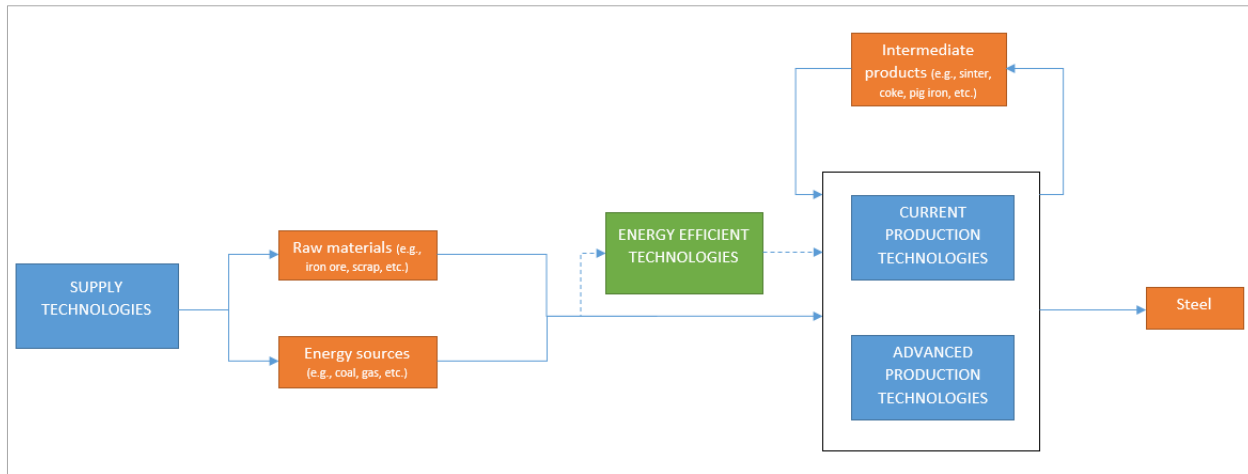 Intermediate
products (e.g., sinter,
coke, pig iron, etc.)
CURRENT
PRODUCTION
TECHNOLOGIES
ENERGY EFFICIENT
TECHNOLOGIES
Raw materials (e.g.,
iron ore, scrap, etc.)
SUPPLY
TECHNOLOGIES
Steel
Energy sources
(e.g., coal, gas, etc.)
ADVANCED
PRODUCTION
TECHNOLOGIES